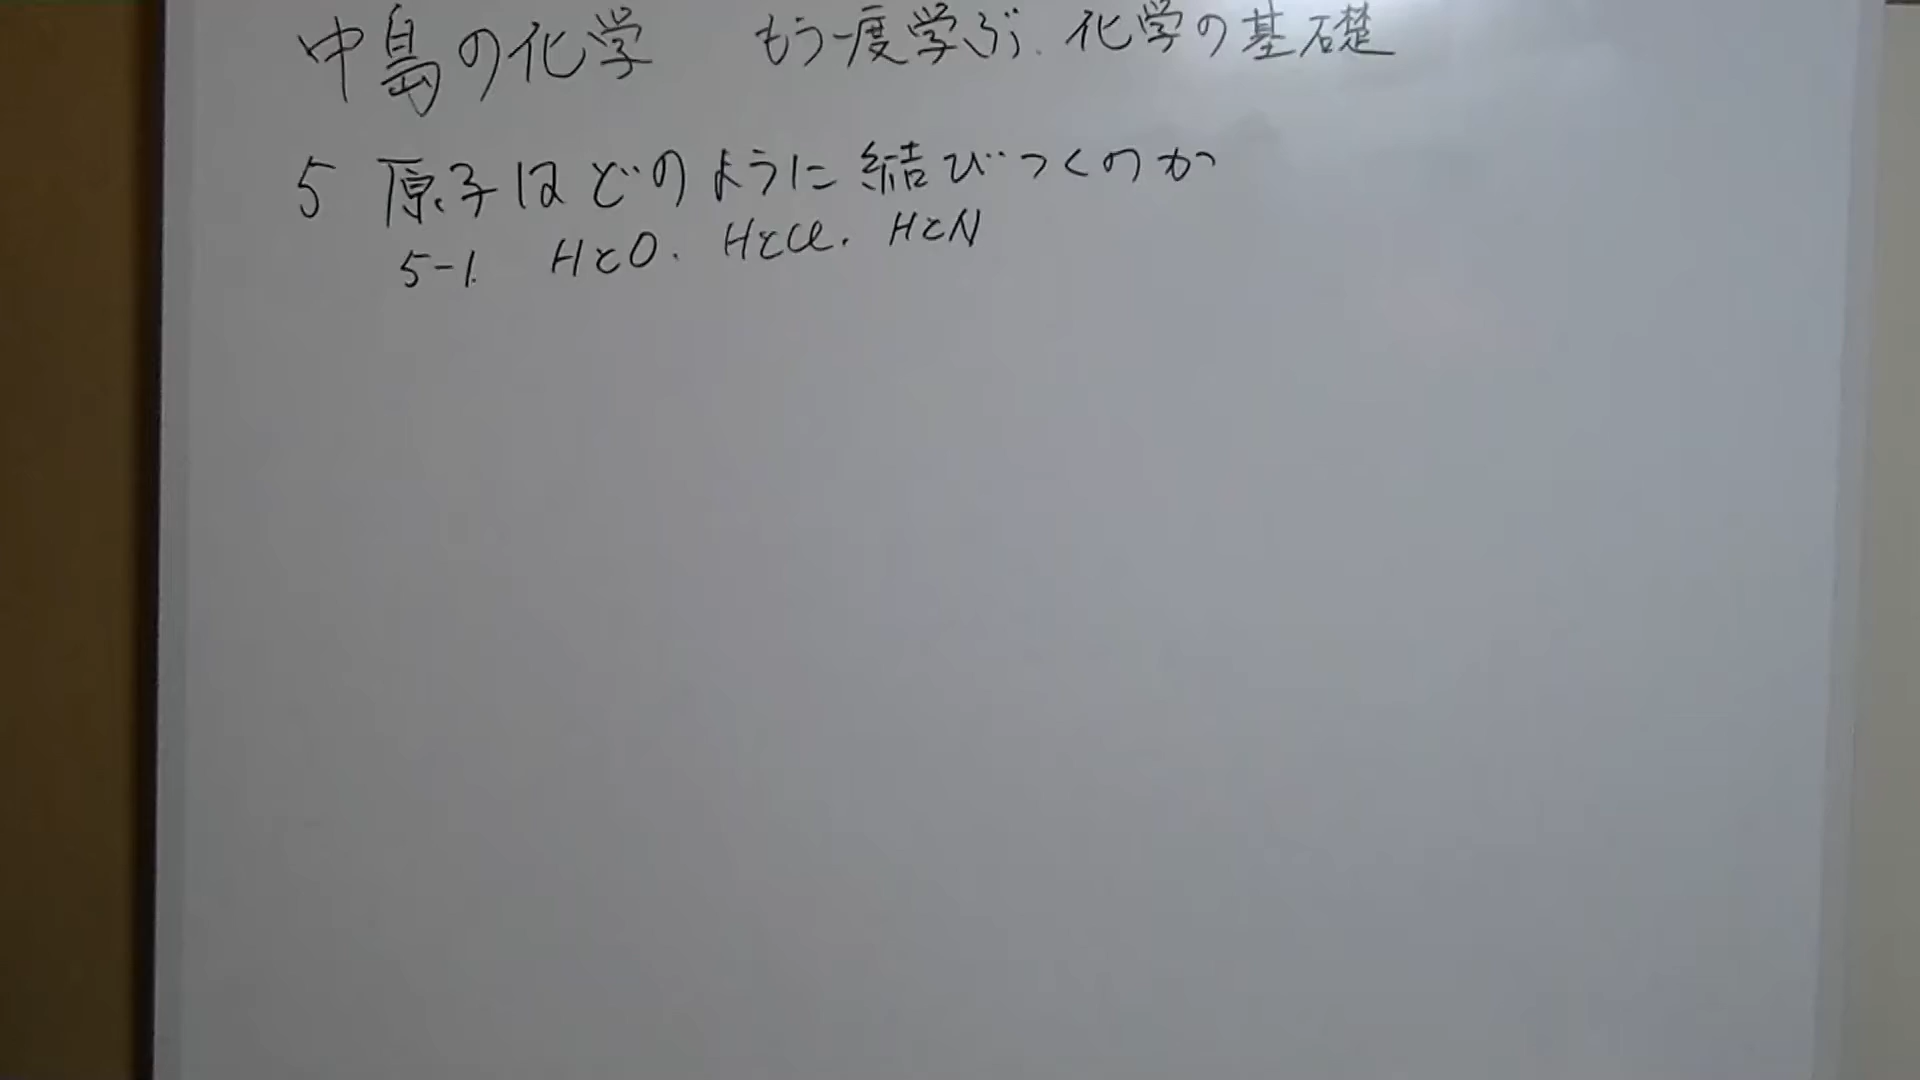 中島の化学 もう一度学ぶ. 化学の基礎
5 原子はどのように結びつくのか
5-1. HとO. HとCl. HとN